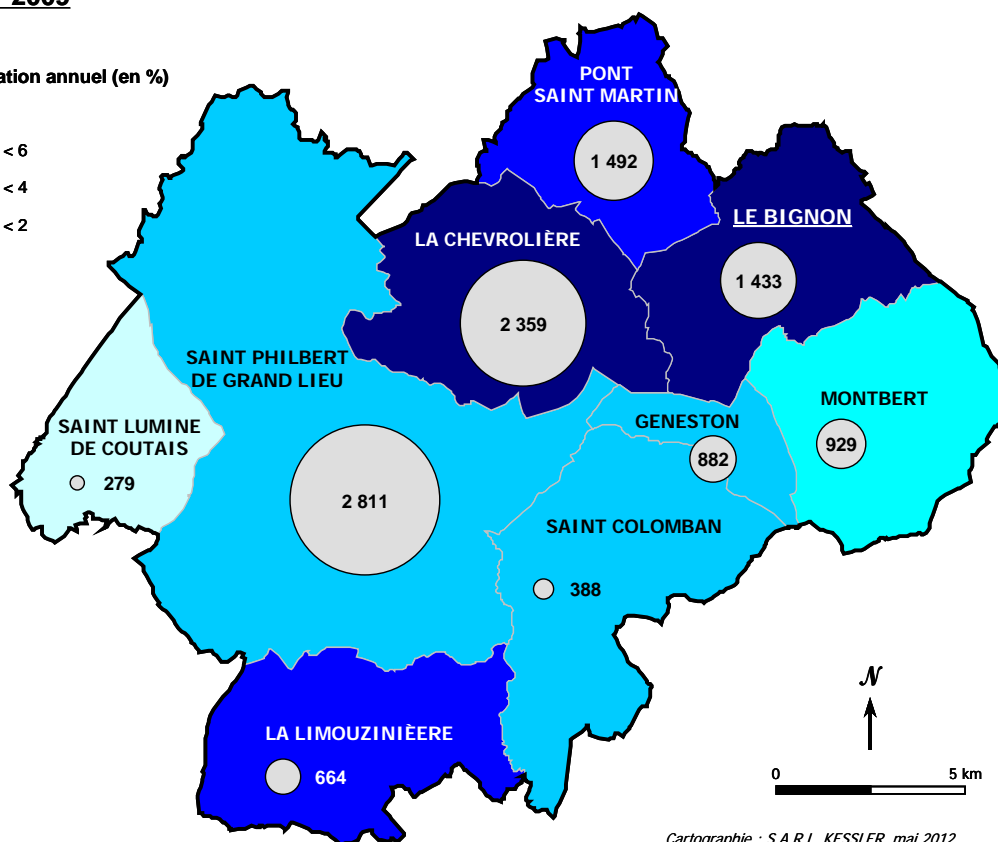 2009
ation annuel (en %)
< 6
< 4
< 2
PONT
SAINT MARTIN
1 492
LE BIGNON
1 433
LA CHEVROLIÈRE
2 359
SAINT PHILBERT
DE GRAND LIEU
2 811
MONTBERT
929
SAINT LUMINE
DE COUTAIS
279
GENESTON
882
SAINT COLOMBAN
388
LA LIMOUZINIÈERE
664
N
0 5 km
Cartographie : S.A.R.L. KESSLER, mai 2012